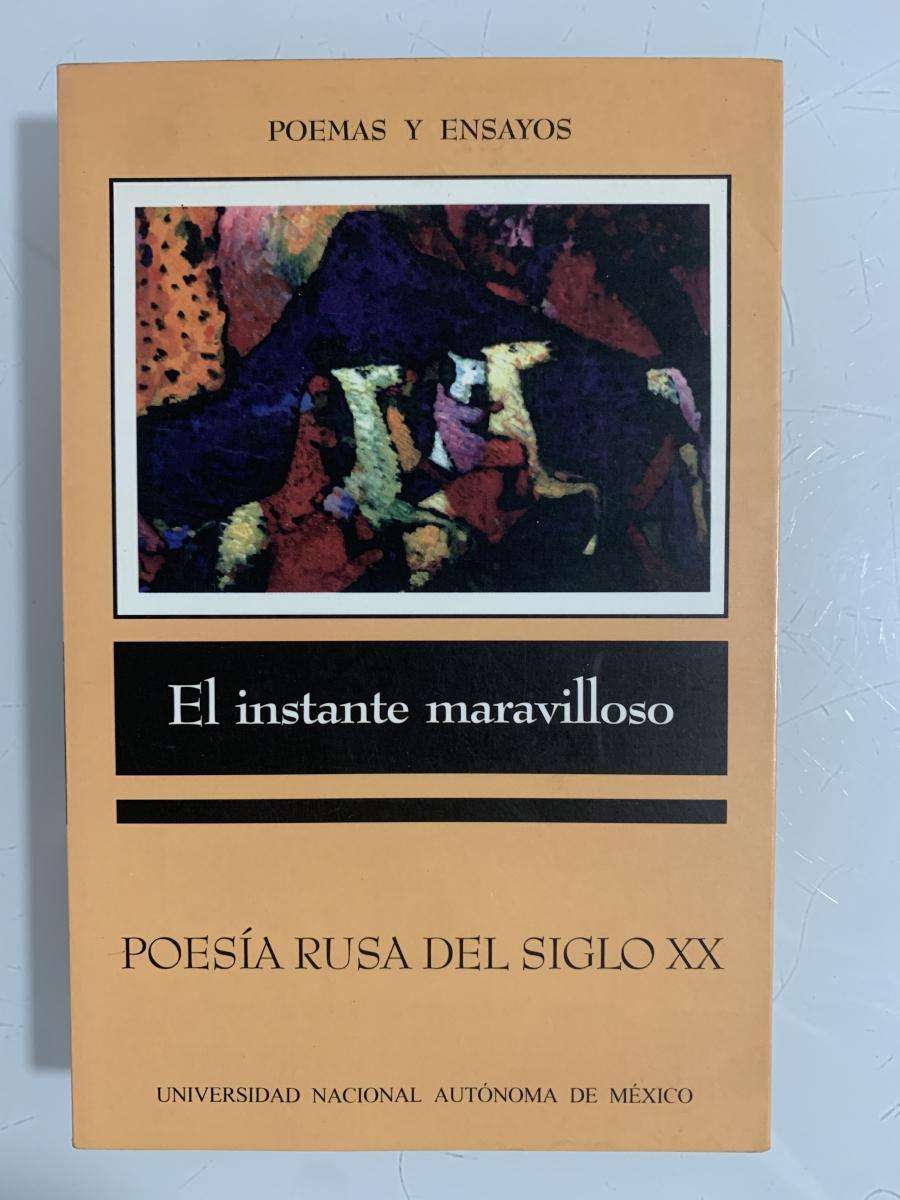 POEMAS Y ENSAYOS
El instante maravilloso
POESÍA RUSA DEL SIGLO XX
UNIVERSIDAD NACIONAL AUTÓNOMA DE MÉXICO